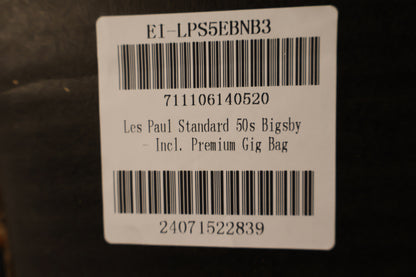 EI-LPS5EBNB3
711106140520
Les Paul Standard 50s Bigsby
- Incl. Premium Gig Bag
24071522839